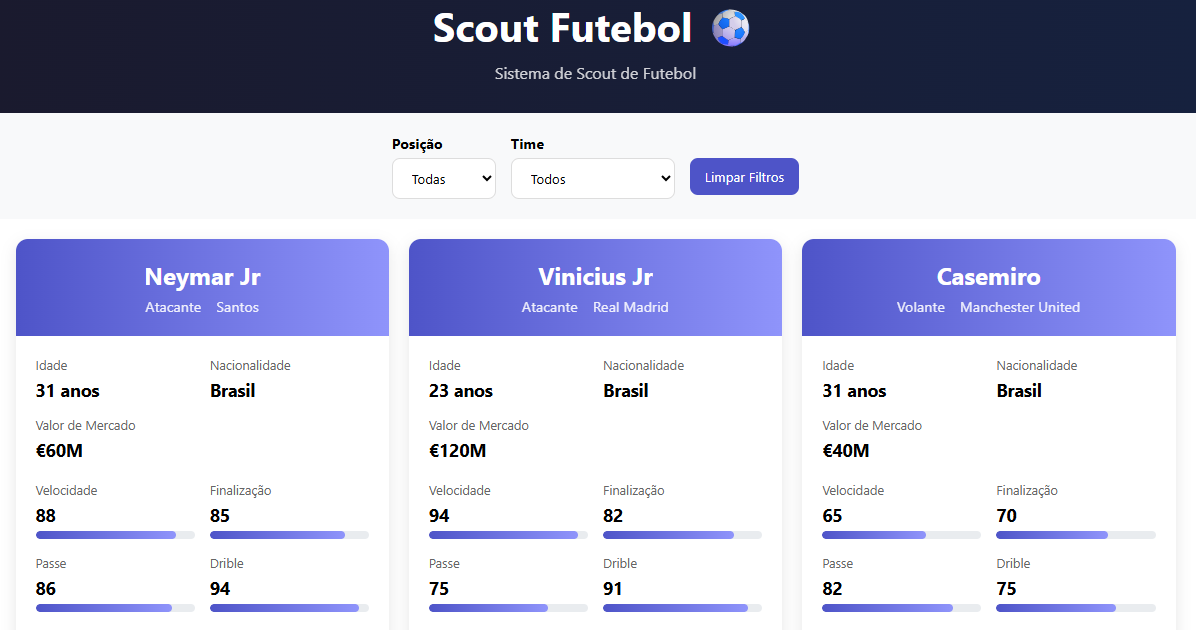 Scout Futebol
Sistema de Scout de Futebol
Posição
Todas
Time
Todos
Limpar Filtros
Neymar Jr
Atacante Santos
Idade
31 anos
Nacionalidade
Brasil
Valor de Mercado
€60M
Velocidade
88
Finalização
85
Passe
86
Drible
94
Vinicius Jr
Atacante Real Madrid
Idade
23 anos
Nacionalidade
Brasil
Valor de Mercado
€120M
Velocidade
94
Finalização
82
Passe
75
Drible
91
Casemiro
Volante Manchester United
Idade
31 anos
Nacionalidade
Brasil
Valor de Mercado
€40M
Velocidade
65
Finalização
70
Passe
82
Drible
75